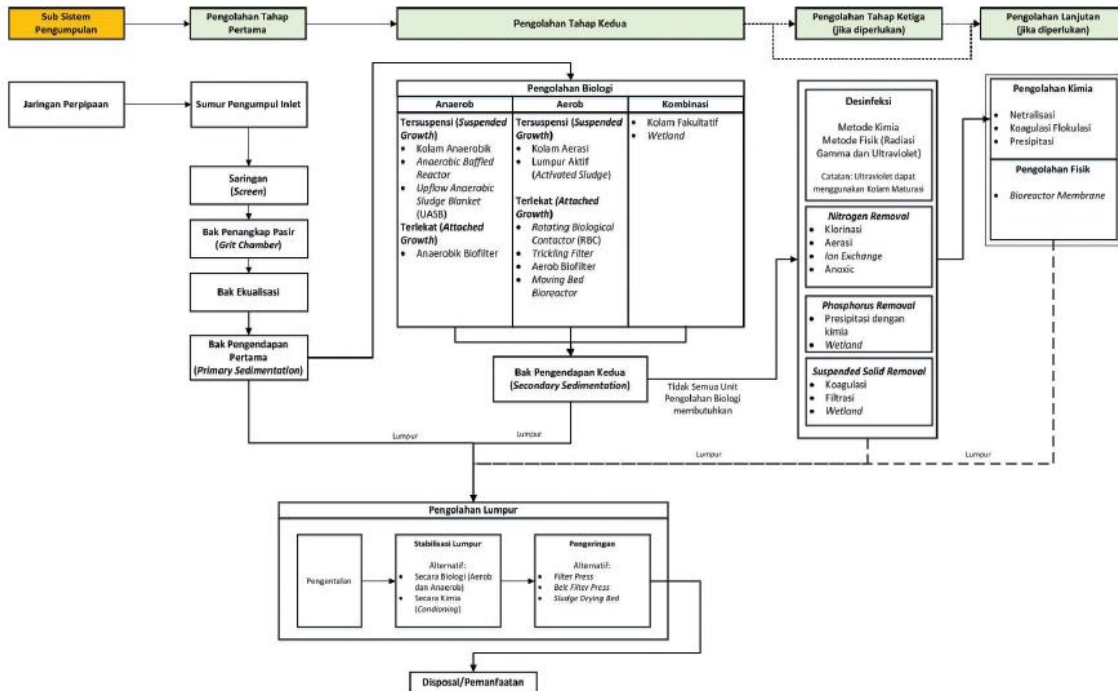 Sub Sistem
Pengumpulan
Pengolahan Tahap
Pertama
Pengolahan Tahap Kedua
Pengolahan Tahap Ketiga
(jika diperlukan)
Pengolahan Lanjutan
(jika diperlukan)
Jaringan Perpipaan
Sumur Pengumpul Inlet
Saringan
(Screen)
Bak Penangkap Pasir
(Grit Chamber)
Bak Ekualisasi
Bak Pengendapan
Pertama
(Primary Sedimentation)
Pengolahan Biologi
Anaerob
Tersuspensi (Suspended
Growth)
• Kolam Anaerobik
• Anaerobic Baffled
Reactor
• Upflow Anaerobic
Sludge Blanket
(UASB)
Terlekat (Attached
Growth)
• Anaerobik Biofilter
Aerob
Tersuspensi (Suspended
Growth)
• Kolam Aerasi
• Lumpur Aktif
(Activated Sludge)
Terlekat (Attached
Growth)
• Rotating Biological
Contactor (RBC)
• Trickling Filter
• Aerob Biofilter
• Moving Bed
Bioreactor
Kombinasi
• Kolam Fakultatif
• Wetland
Bak Pengendapan Kedua
(Secondary Sedimentation)
Tidak Semua Unit
Pengolahan Biologi
membutuhkan
Desinfeksi
Metode Kimia
Metode Fisik (Radiasi
Gamma dan Ultraviolet)
Catatan: Ultraviolet dapat
menggunakan Kolam Maturasi
Nitrogen Removal
• Klorinasi
• Aerasi
• Ion Exchange
• Anoxic
Phosphorus Removal
• Presipitasi dengan
kimia
• Wetland
Suspended Solid Removal
• Koagulasi
• Filtrasi
• Wetland
Pengolahan Kimia
• Netralisasi
• Koagulasi Flokulasi
• Presipitasi
Pengolahan Fisik
• Bioreactor Membrane
Lumpur
Lumpur
Lumpur
Lumpur
Pengolahan Lumpur
Pengentalan
Stabilisasi Lumpur
Alternatif:
• Secara Biologi (Aerob
dan Anaerob)
• Secara Kimia
(Condioning)
Pengeringan
Alternatif:
• Filter Press
• Belt Filter Press
• Sludge Drying Bed
Disposal/Pemanfaatan